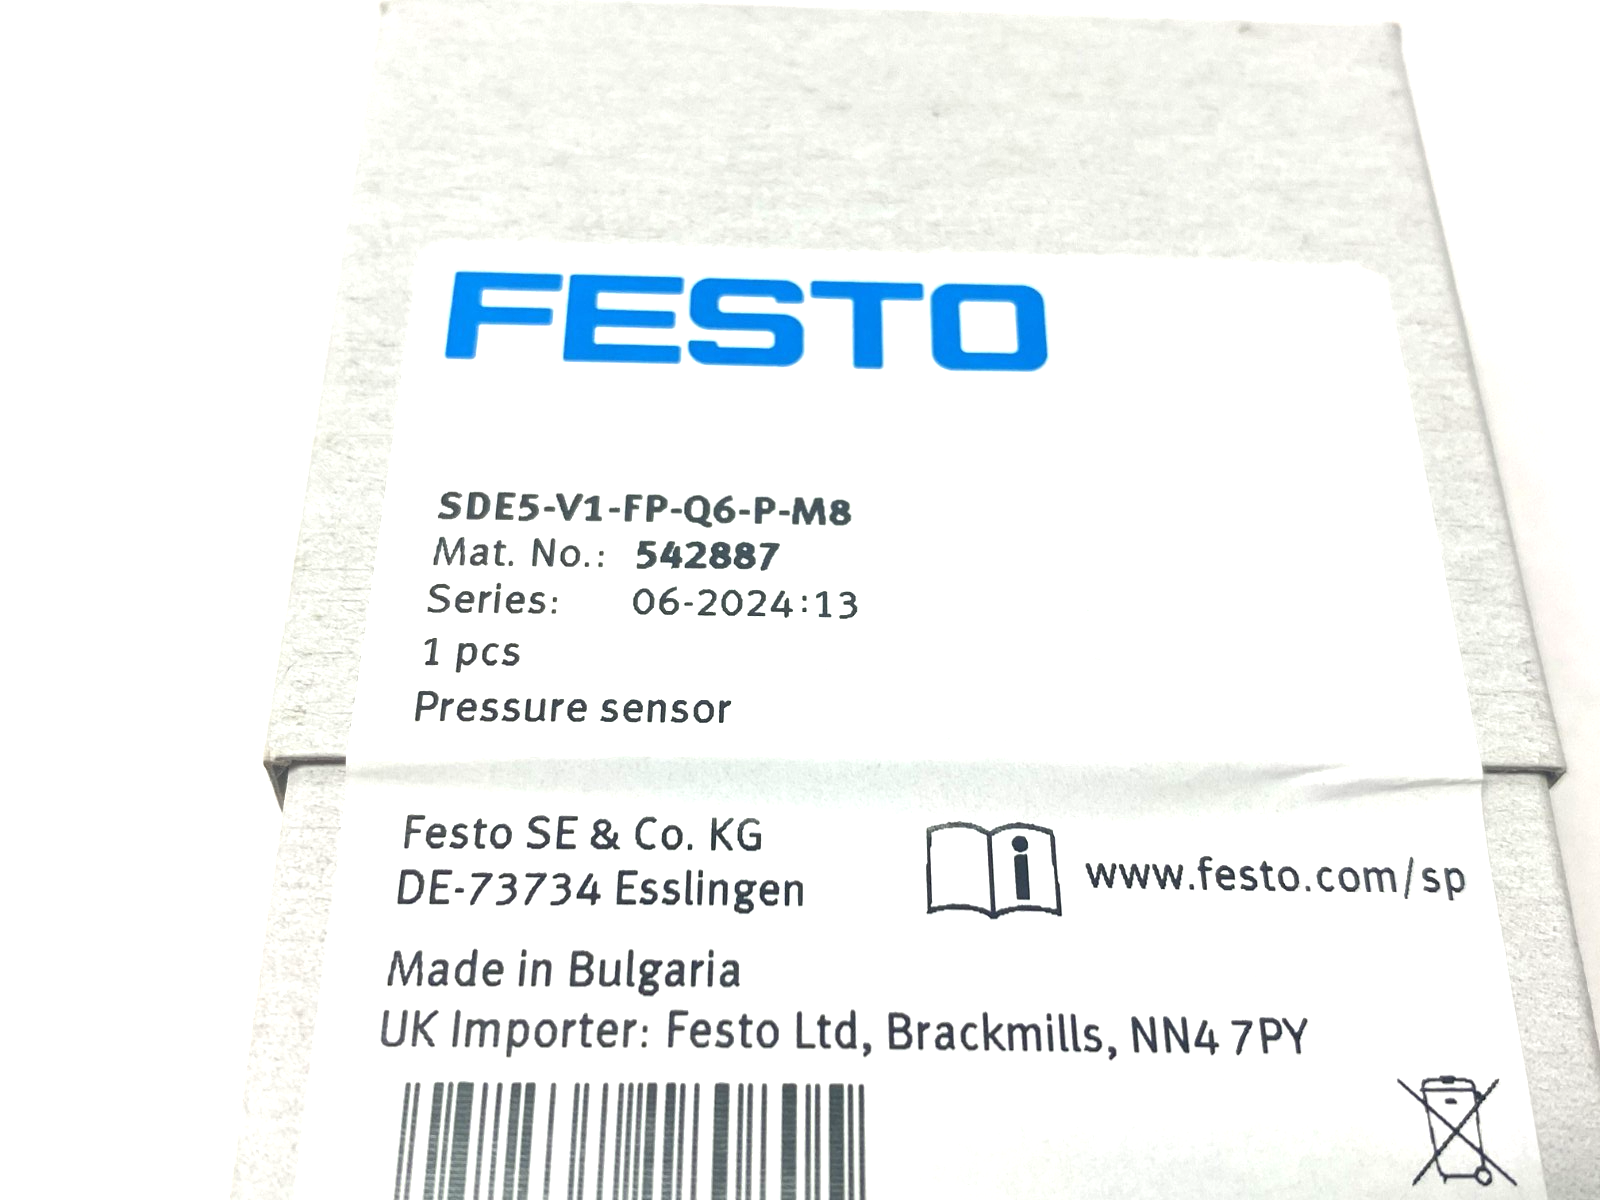 FESTO
SDE5-V1-FP-Q6-P-M8
Mat. No.: 542887
Series: 06-2024:13
1 pcs
Pressure sensor
Festo SE & Co. KG
DE-73734 Esslingen
i www.festo.com/sp
Made in Bulgaria
UK Importer: Festo Ltd, Brackmills, NN4 7PY